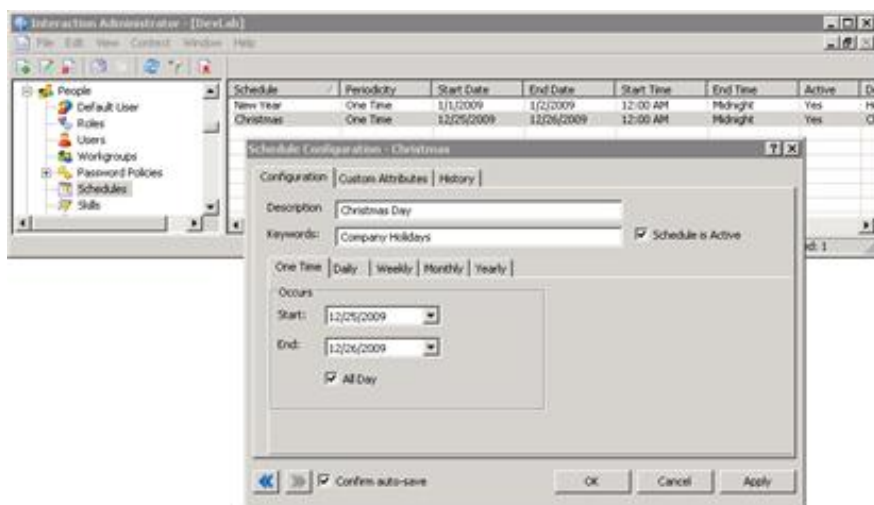 Interaction Administrator - [DevLab]
File Edit View Context Window Help
People
Default User
Roles
Users
Workgroups
Password Policies
Schedules
Skills
Schedule Periodicity Start Date End Date Start Time End Time Active
New Year One Time 1/1/2009 1/2/2009 12:00 AM Midnight Yes
Christmas One Time 12/25/2009 12/26/2009 12:00 AM Midnight Yes
Schedule Configuration - Christmas
Configuration Custom Attributes History
Description Christmas Day
Keywords: Company Holidays Schedule is Active
One Time Daily Weekly Monthly Yearly
Occurs
Start: 12/25/2009
End: 12/26/2009
All Day
Confirm auto-save OK Cancel Apply